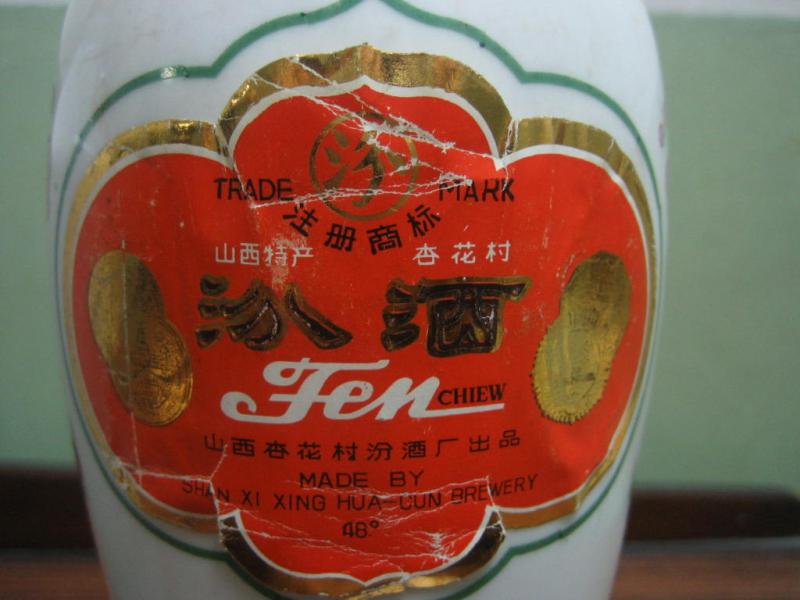 汾
TRADE MARK
注册商标
山西特产 杏花村
汾酒
Fen CHIEW
山西杏花村汾酒厂出品
MADE BY
SHAN XI XING HUA-CUN BREWERY
48°